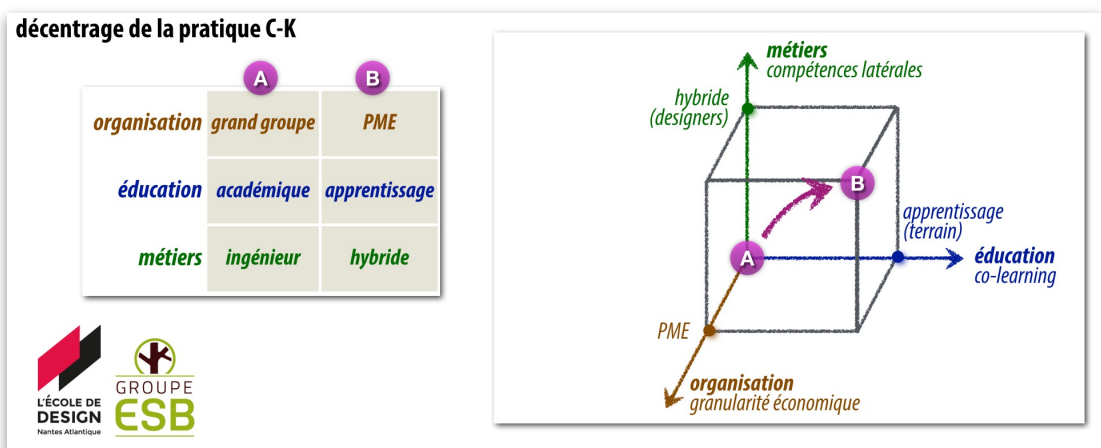 décentrage de la pratique C-K
A B
organisation grand groupe PME
éducation académique apprentissage
métiers ingénieur hybride
L'ÉCOLE DE
DESIGN
Nantes Atlantique
GROUPE
ESB
métiers
compétences latérales
hybride
(designers)
B
apprentissage
(terrain)
A
éducation
co-learning
PME
organisation
granularité économique